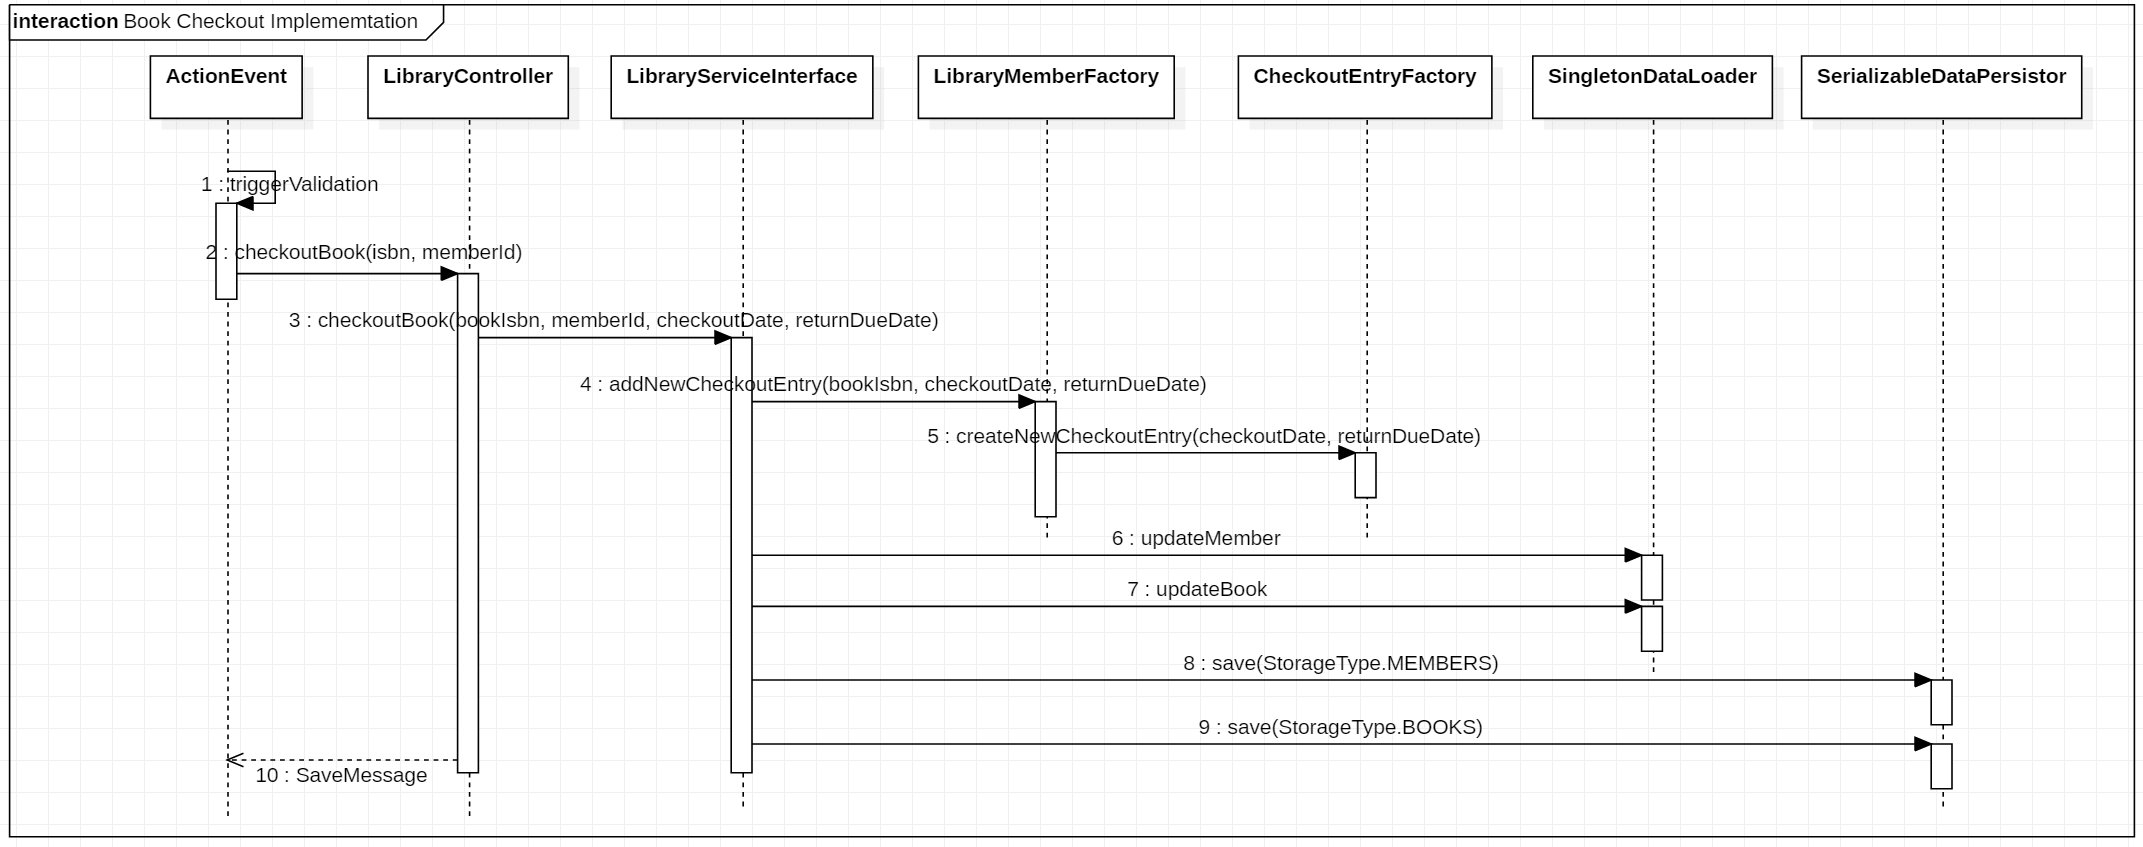 interaction Book Checkout Implememtation
ActionEvent
LibraryController
LibraryServiceInterface
LibraryMemberFactory
CheckoutEntryFactory
SingletonDataLoader
SerializableDataPersistor
1 : triggerValidation
2 : checkoutBook(isbn, memberId)
3 : checkoutBook(bookIsbn, memberId, checkoutDate, returnDueDate)
4 : addNewCheckoutEntry(bookIsbn, checkoutDate, returnDueDate)
5 : createNewCheckoutEntry(checkoutDate, returnDueDate)
6 : updateMember
7 : updateBook
8 : save(StorageType.MEMBERS)
9 : save(StorageType.BOOKS)
10 : SaveMessage